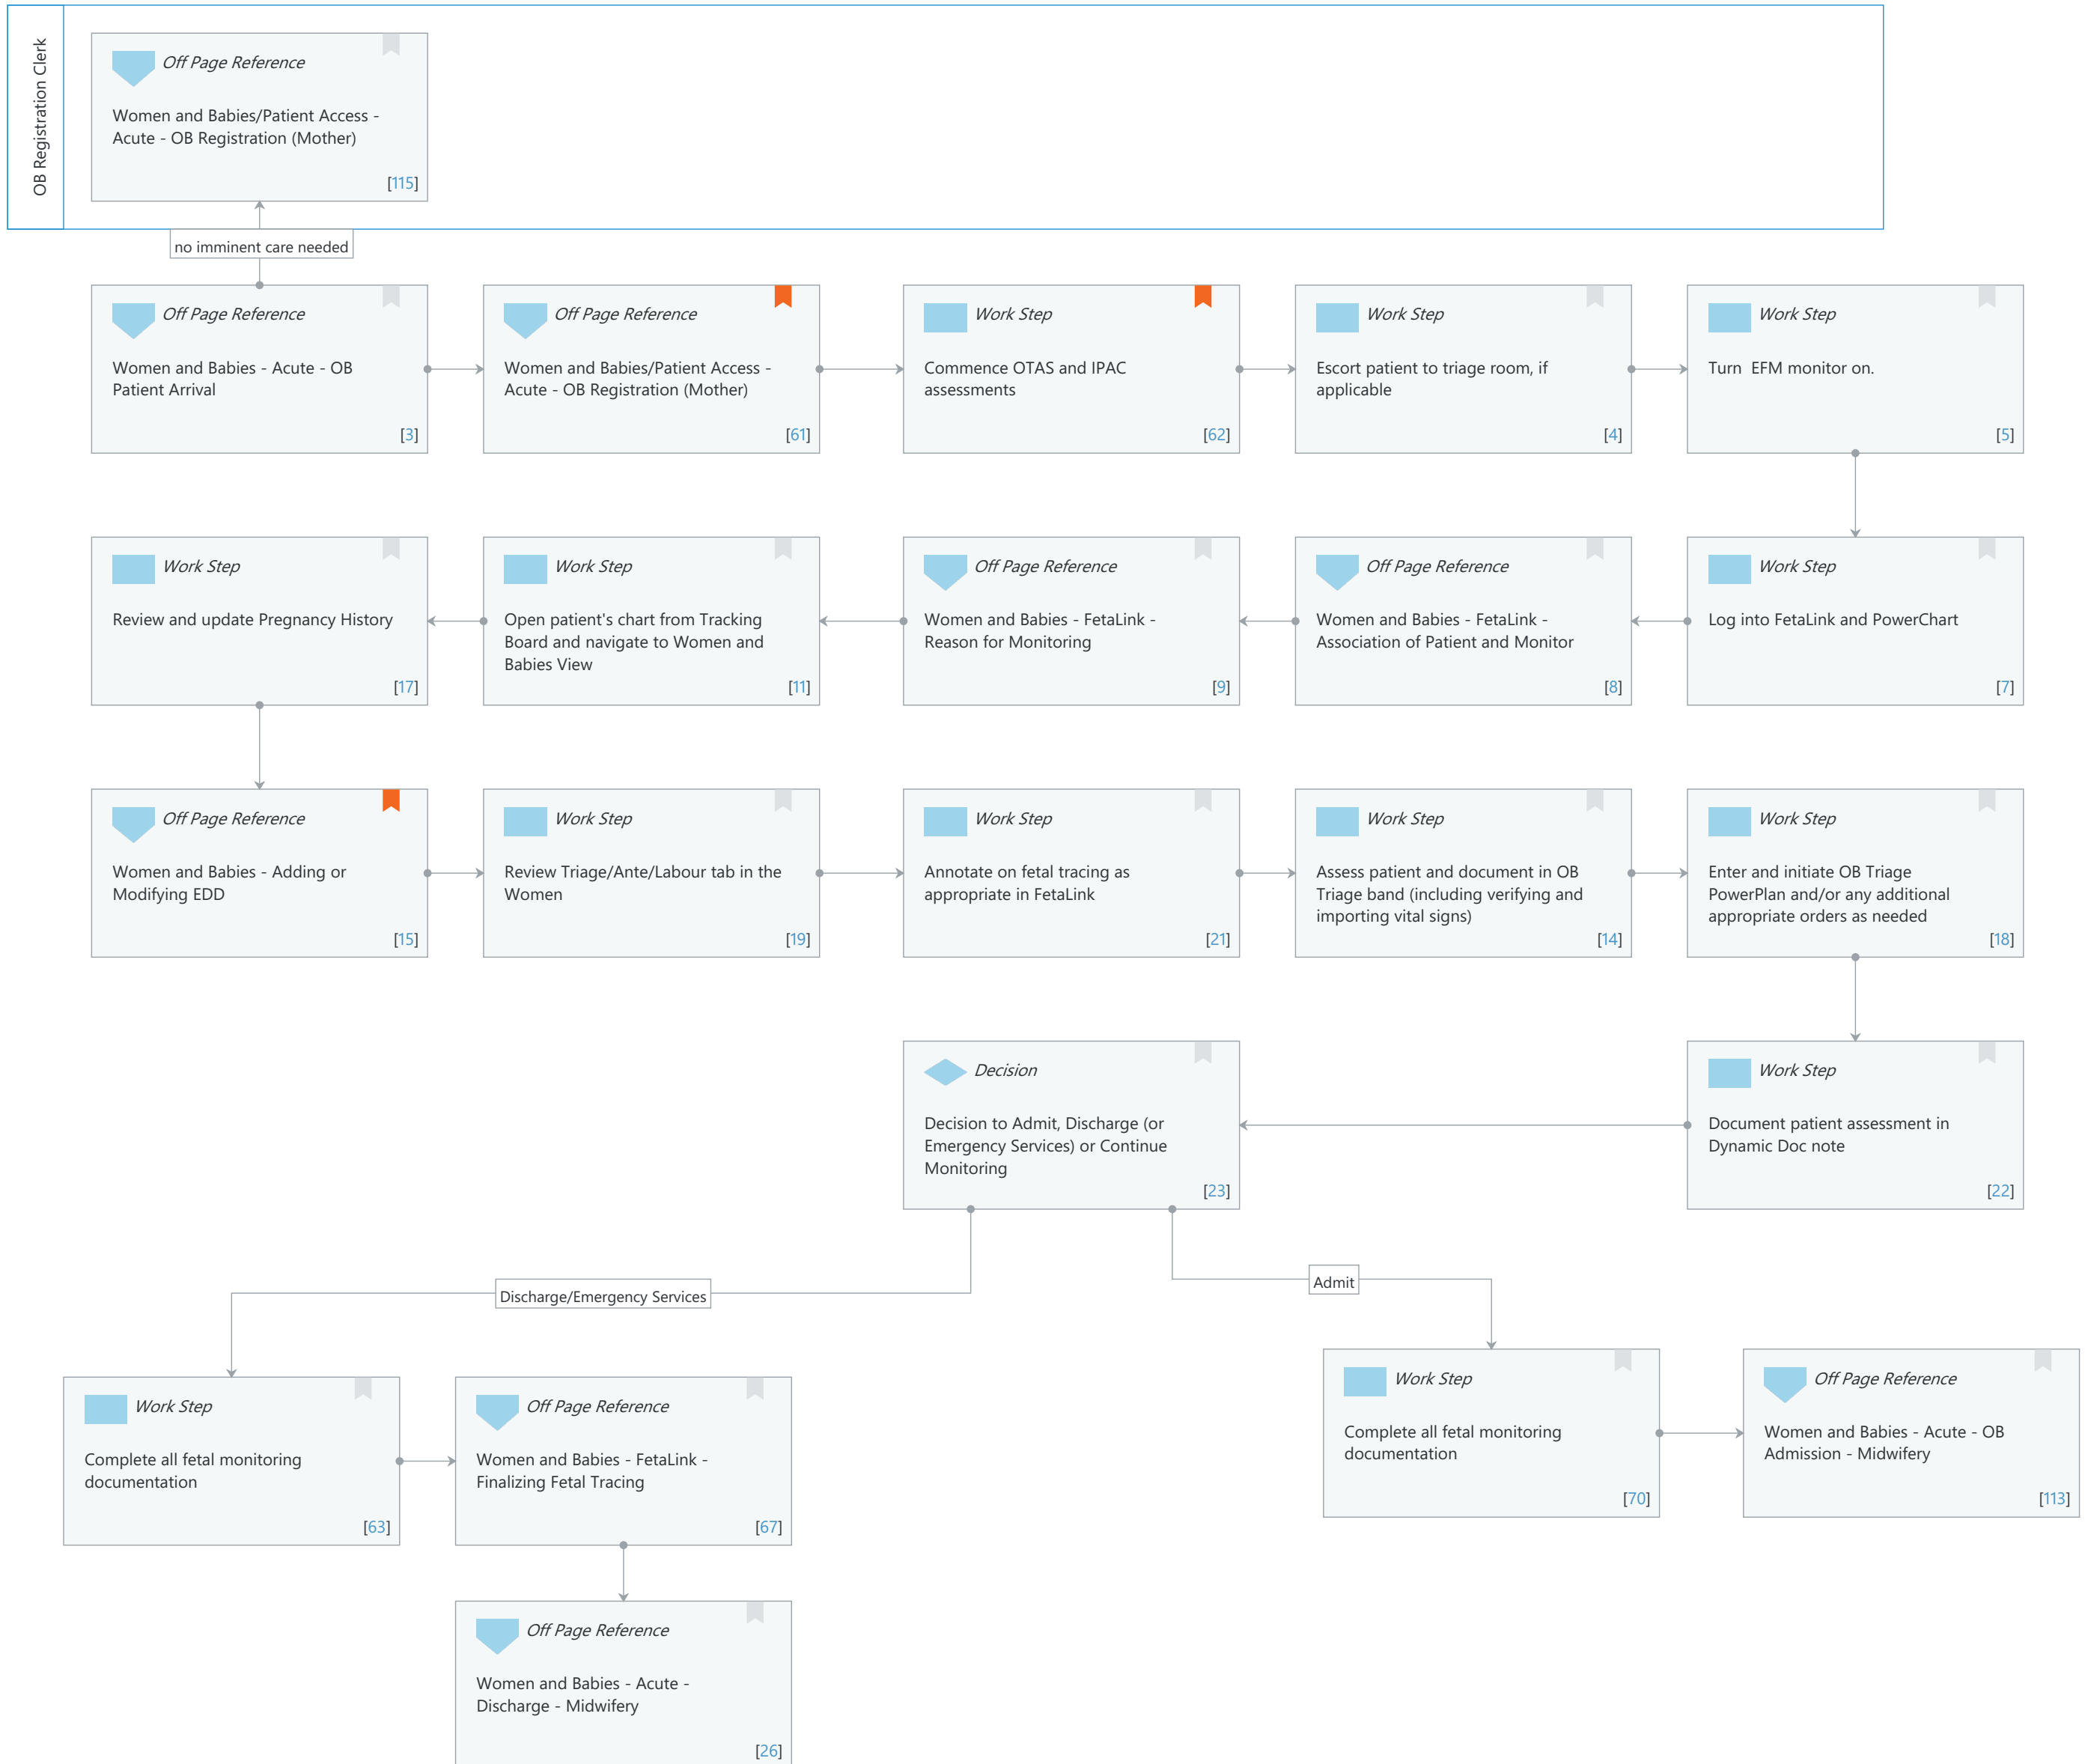 OB Registration Clerk
Off Page Reference
Women and Babies/Patient Access -
Acute - OB Registration (Mother)
[115]
no imminent care needed
Off Page Reference
Women and Babies - Acute - OB
Patient Arrival
[3]
Off Page Reference
Women and Babies/Patient Access -
Acute - OB Registration (Mother)
[61]
Work Step
Commence OTAS and IPAC
assessments
[62]
Work Step
Escort patient to triage room, if
applicable
[4]
Work Step
Turn  EFM monitor on.
[5]
Work Step
Review and update Pregnancy History
[17]
Work Step
Open patient's chart from Tracking
Board and navigate to Women and
Babies View
[11]
Off Page Reference
Women and Babies - FetaLink -
Reason for Monitoring
[9]
Off Page Reference
Women and Babies - FetaLink -
Association of Patient and Monitor
[8]
Work Step
Log into FetaLink and PowerChart
[7]
Off Page Reference
Women and Babies - Adding or
Modifying EDD
[15]
Work Step
Review Triage/Ante/Labour tab in the
Women
[19]
Work Step
Annotate on fetal tracing as
appropriate in FetaLink
[21]
Work Step
Assess patient and document in OB
Triage band (including verifying and
importing vital signs)
[14]
Work Step
Enter and initiate OB Triage
PowerPlan and/or any additional
appropriate orders as needed
[18]
Decision
Decision to Admit, Discharge (or
Emergency Services) or Continue
Monitoring
[23]
Work Step
Document patient assessment in
Dynamic Doc note
[22]
Discharge/Emergency Services
Admit
Work Step
Complete all fetal monitoring
documentation
[63]
Off Page Reference
Women and Babies - FetaLink -
Finalizing Fetal Tracing
[67]
Work Step
Complete all fetal monitoring
documentation
[70]
Off Page Reference
Women and Babies - Acute - OB
Admission - Midwifery
[113]
Off Page Reference
Women and Babies - Acute -
Discharge - Midwifery
[26]